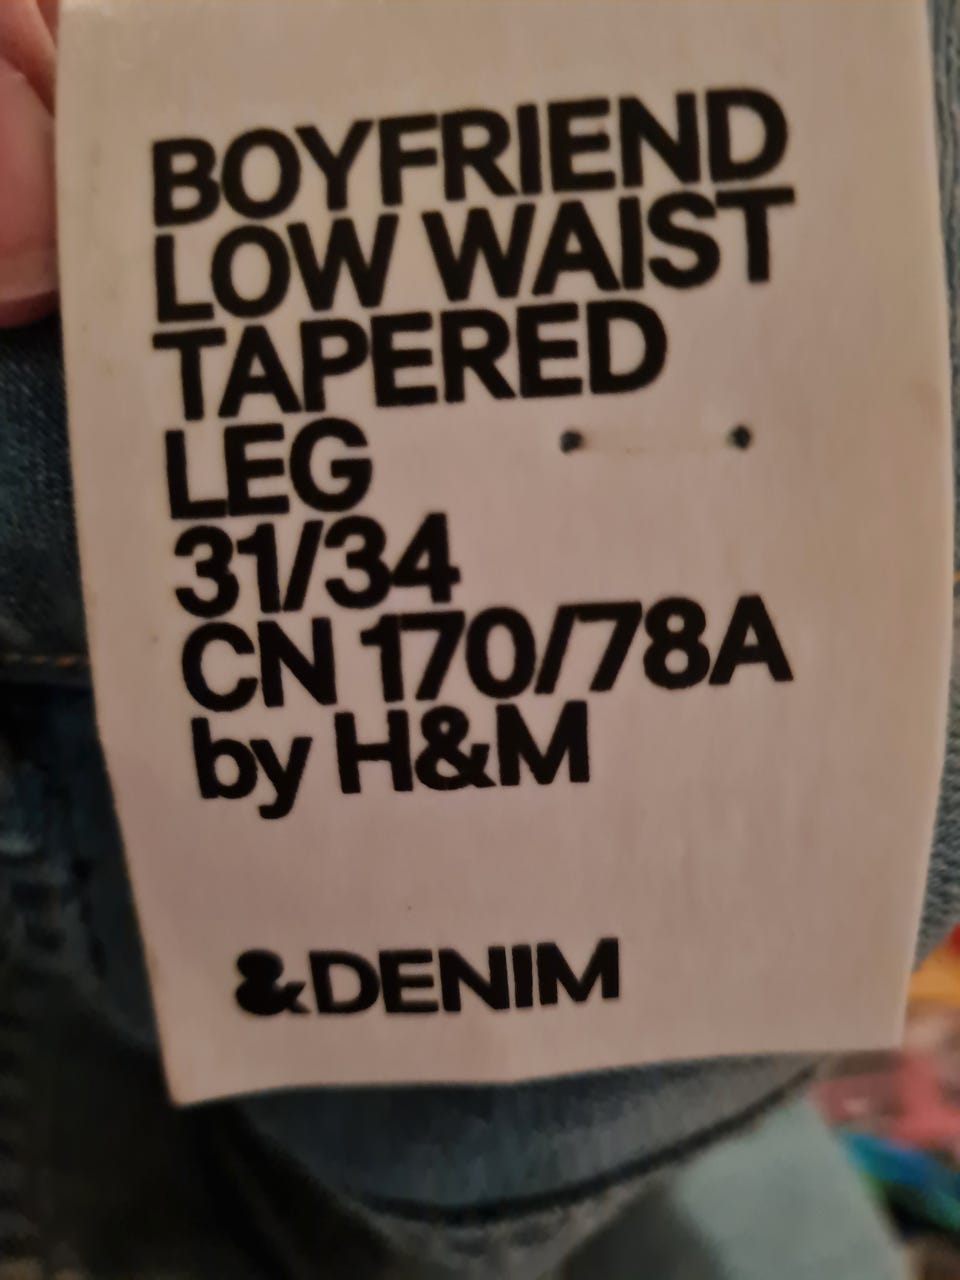 BOYFRIEND
LOW WAIST
TAPERED
LEG
31/34
CN 170/78A
by H&M
&DENIM